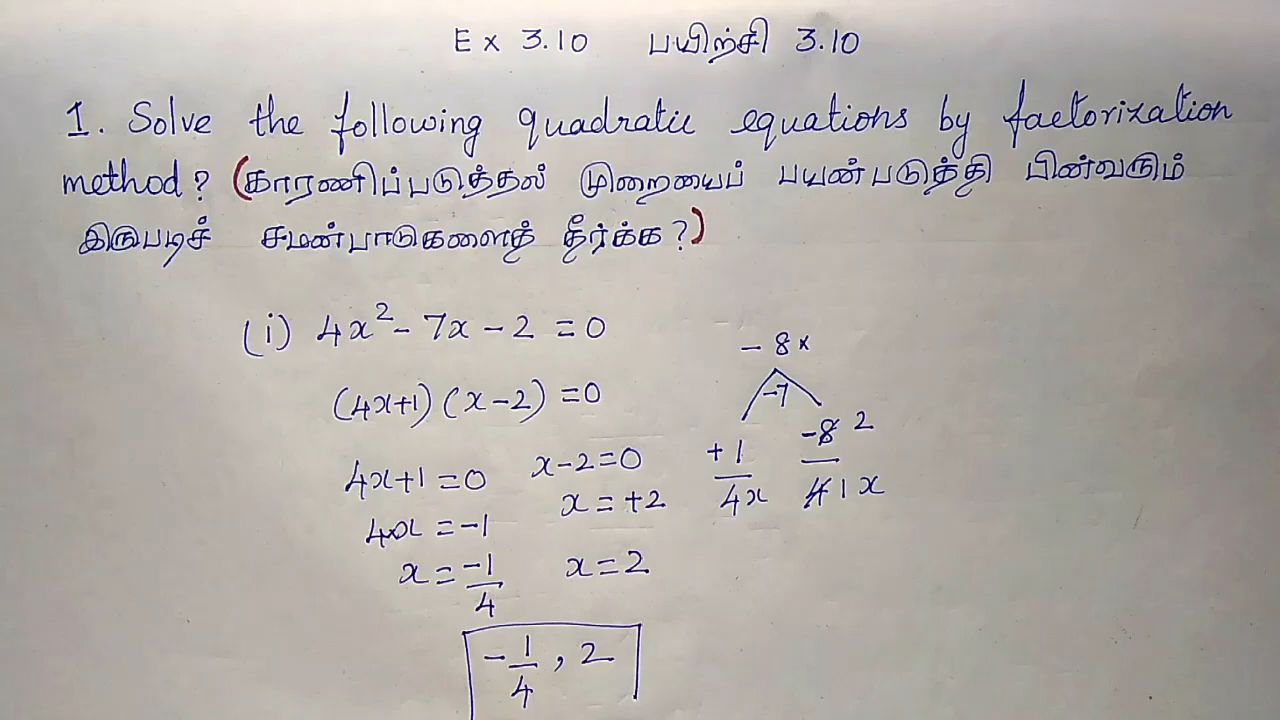 Ex 3.10 பயிற்சி 3.10
1. Solve the following quadratic equations by factorization
method? (காரணிப்படுத்தல் முறையைப் பயன்படுத்தி பின்வரும்
இருபடிச் சமன்பாடுகளைத் தீர்க்க?)
(i) 4x² - 7x - 2 = 0
(4x+1) (x-2) = 0
4x+1 = 0 x-2 = 0
4x = -1 x = +2
x = -1/4 x = 2
-1/4, 2
- 8 x
-7
+1/4x -8 2/4 1 x